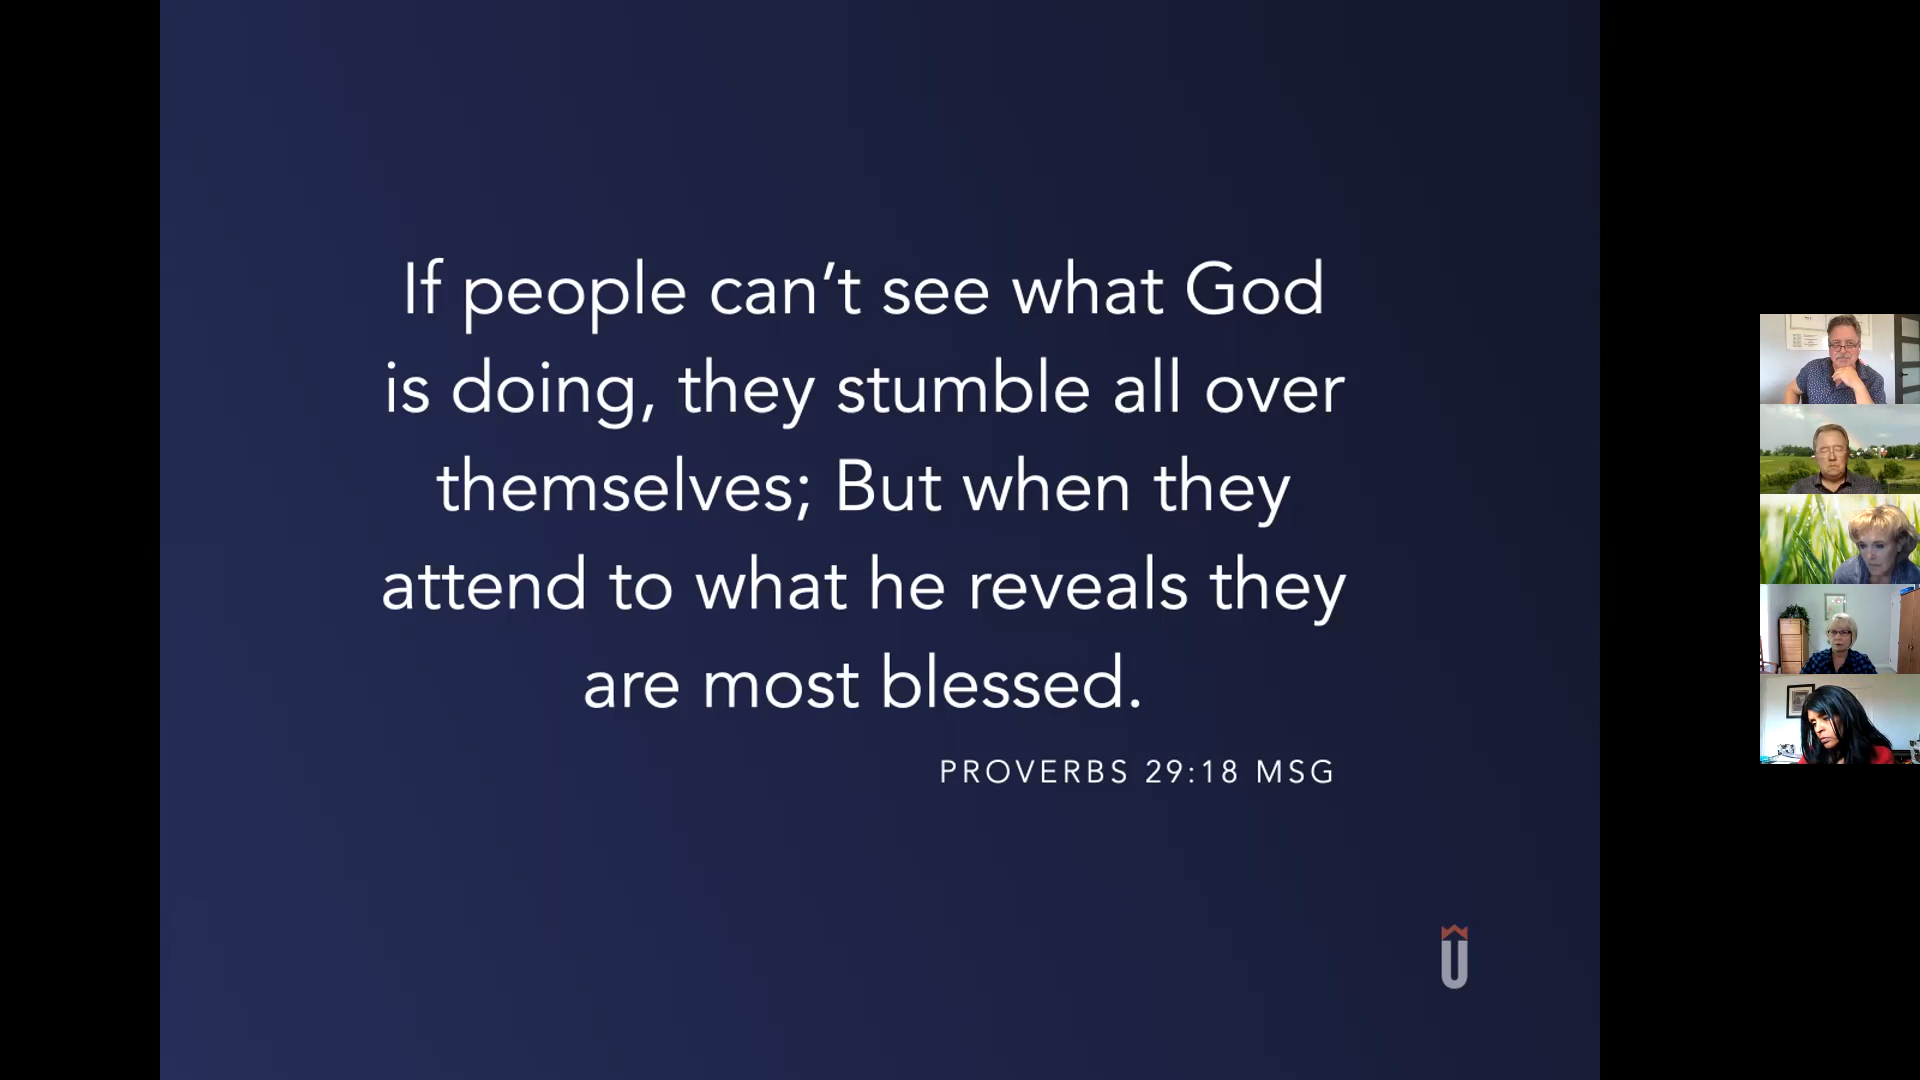 If people can’t see what God
is doing, they stumble all over
themselves; But when they
attend to what he reveals they
are most blessed.
PROVERBS 29:18 MSG
U